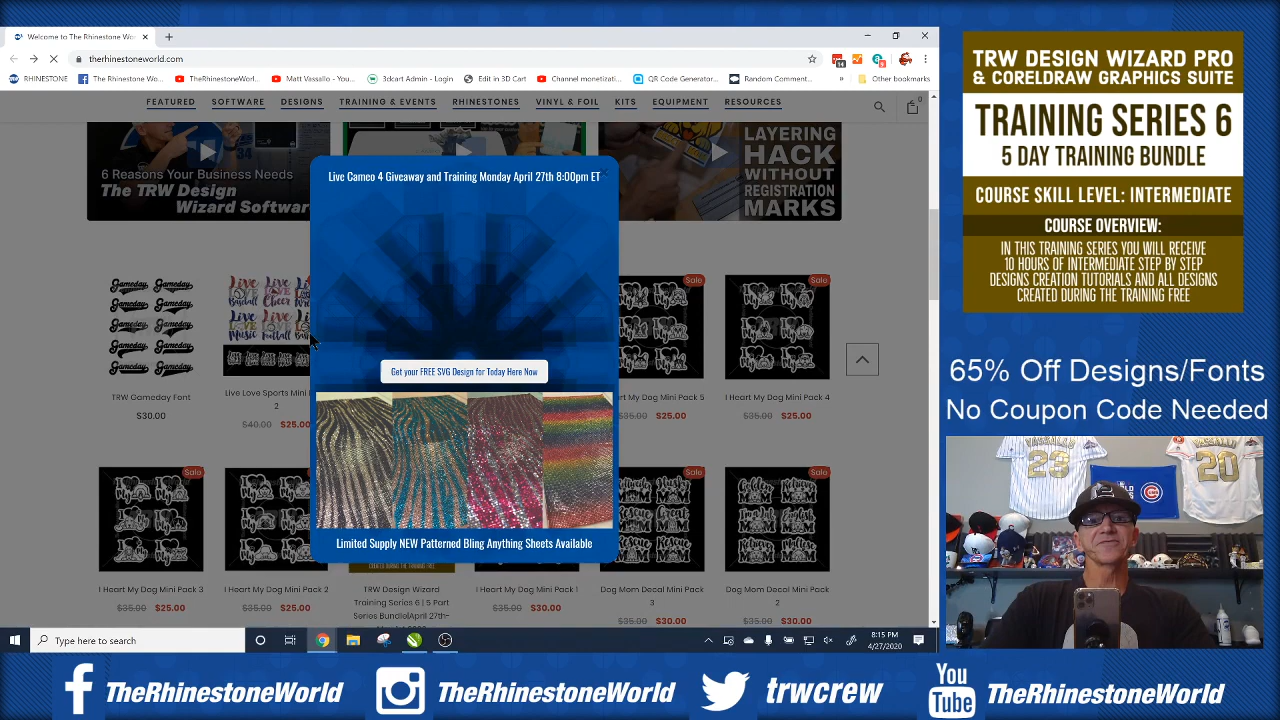 Welcome to The Rhinestone Wor
therhinestoneworld.com
RHINESTONE
The Rhinestone Wo...
TheRhinestoneWorl...
Matt Vassallo - You...
3dcart Admin - Login
Edit in 3D Cart
Channel monetizati...
QR Code Generator...
Random Comment...
Other bookmarks
FEATURED SOFTWARE DESIGNS TRAINING & EVENTS RHINESTONES VINYL & FOIL KITS EQUIPMENT RESOURCES
0
6 Reasons Your Business Needs
The TRW Design
Wizard Softwar
LAYERING
HACK
WITHOUT
REGISTRATION
MARKS
Live Cameo 4 Giveaway and Training Monday April 27th 8:00pm ET
Get your FREE SVG Design for Today Here Now
Limited Supply NEW Patterned Bling Anything Sheets Available
Sale
Sale
TRW Gameday Font
$30.00
Live Love Sports Mini
2
$40.00 $25.00
I Heart My Dog Mini Pack 5
$35.00 $25.00
I Heart My Dog Mini Pack 4
$35.00 $25.00
Sale
Sale
Sale
Sale
I Heart My Dog Mini Pack 3
$35.00 $25.00
I Heart My Dog Mini Pack 2
$35.00 $25.00
TRW Design Wizard
Training Series 6 | 5 Part
Series Bundle|April 27th-
I Heart My Dog Mini Pack 1
$35.00 $30.00
Dog Mom Decal Mini Pack
3
$35.00 $30.00
Dog Mom Decal Mini Pack
2
$35.00 $30.00
Type here to search
8:15 PM
4/27/2020
TRW DESIGN WIZARD PRO
& CORELDRAW GRAPHICS SUITE
TRAINING SERIES 6
5 DAY TRAINING BUNDLE
COURSE SKILL LEVEL: INTERMEDIATE
COURSE OVERVIEW:
IN THIS TRAINING SERIES YOU WILL RECEIVE
10 HOURS OF INTERMEDIATE STEP BY STEP
DESIGNS CREATION TUTORIALS AND ALL DESIGNS
CREATED DURING THE TRAINING FREE
65% Off Designs/Fonts
No Coupon Code Needed
VASSALLO
23
VASSALLO
20
TheRhinestoneWorld
TheRhinestoneWorld
trwcrew
You
Tube
TheRhinestoneWorld